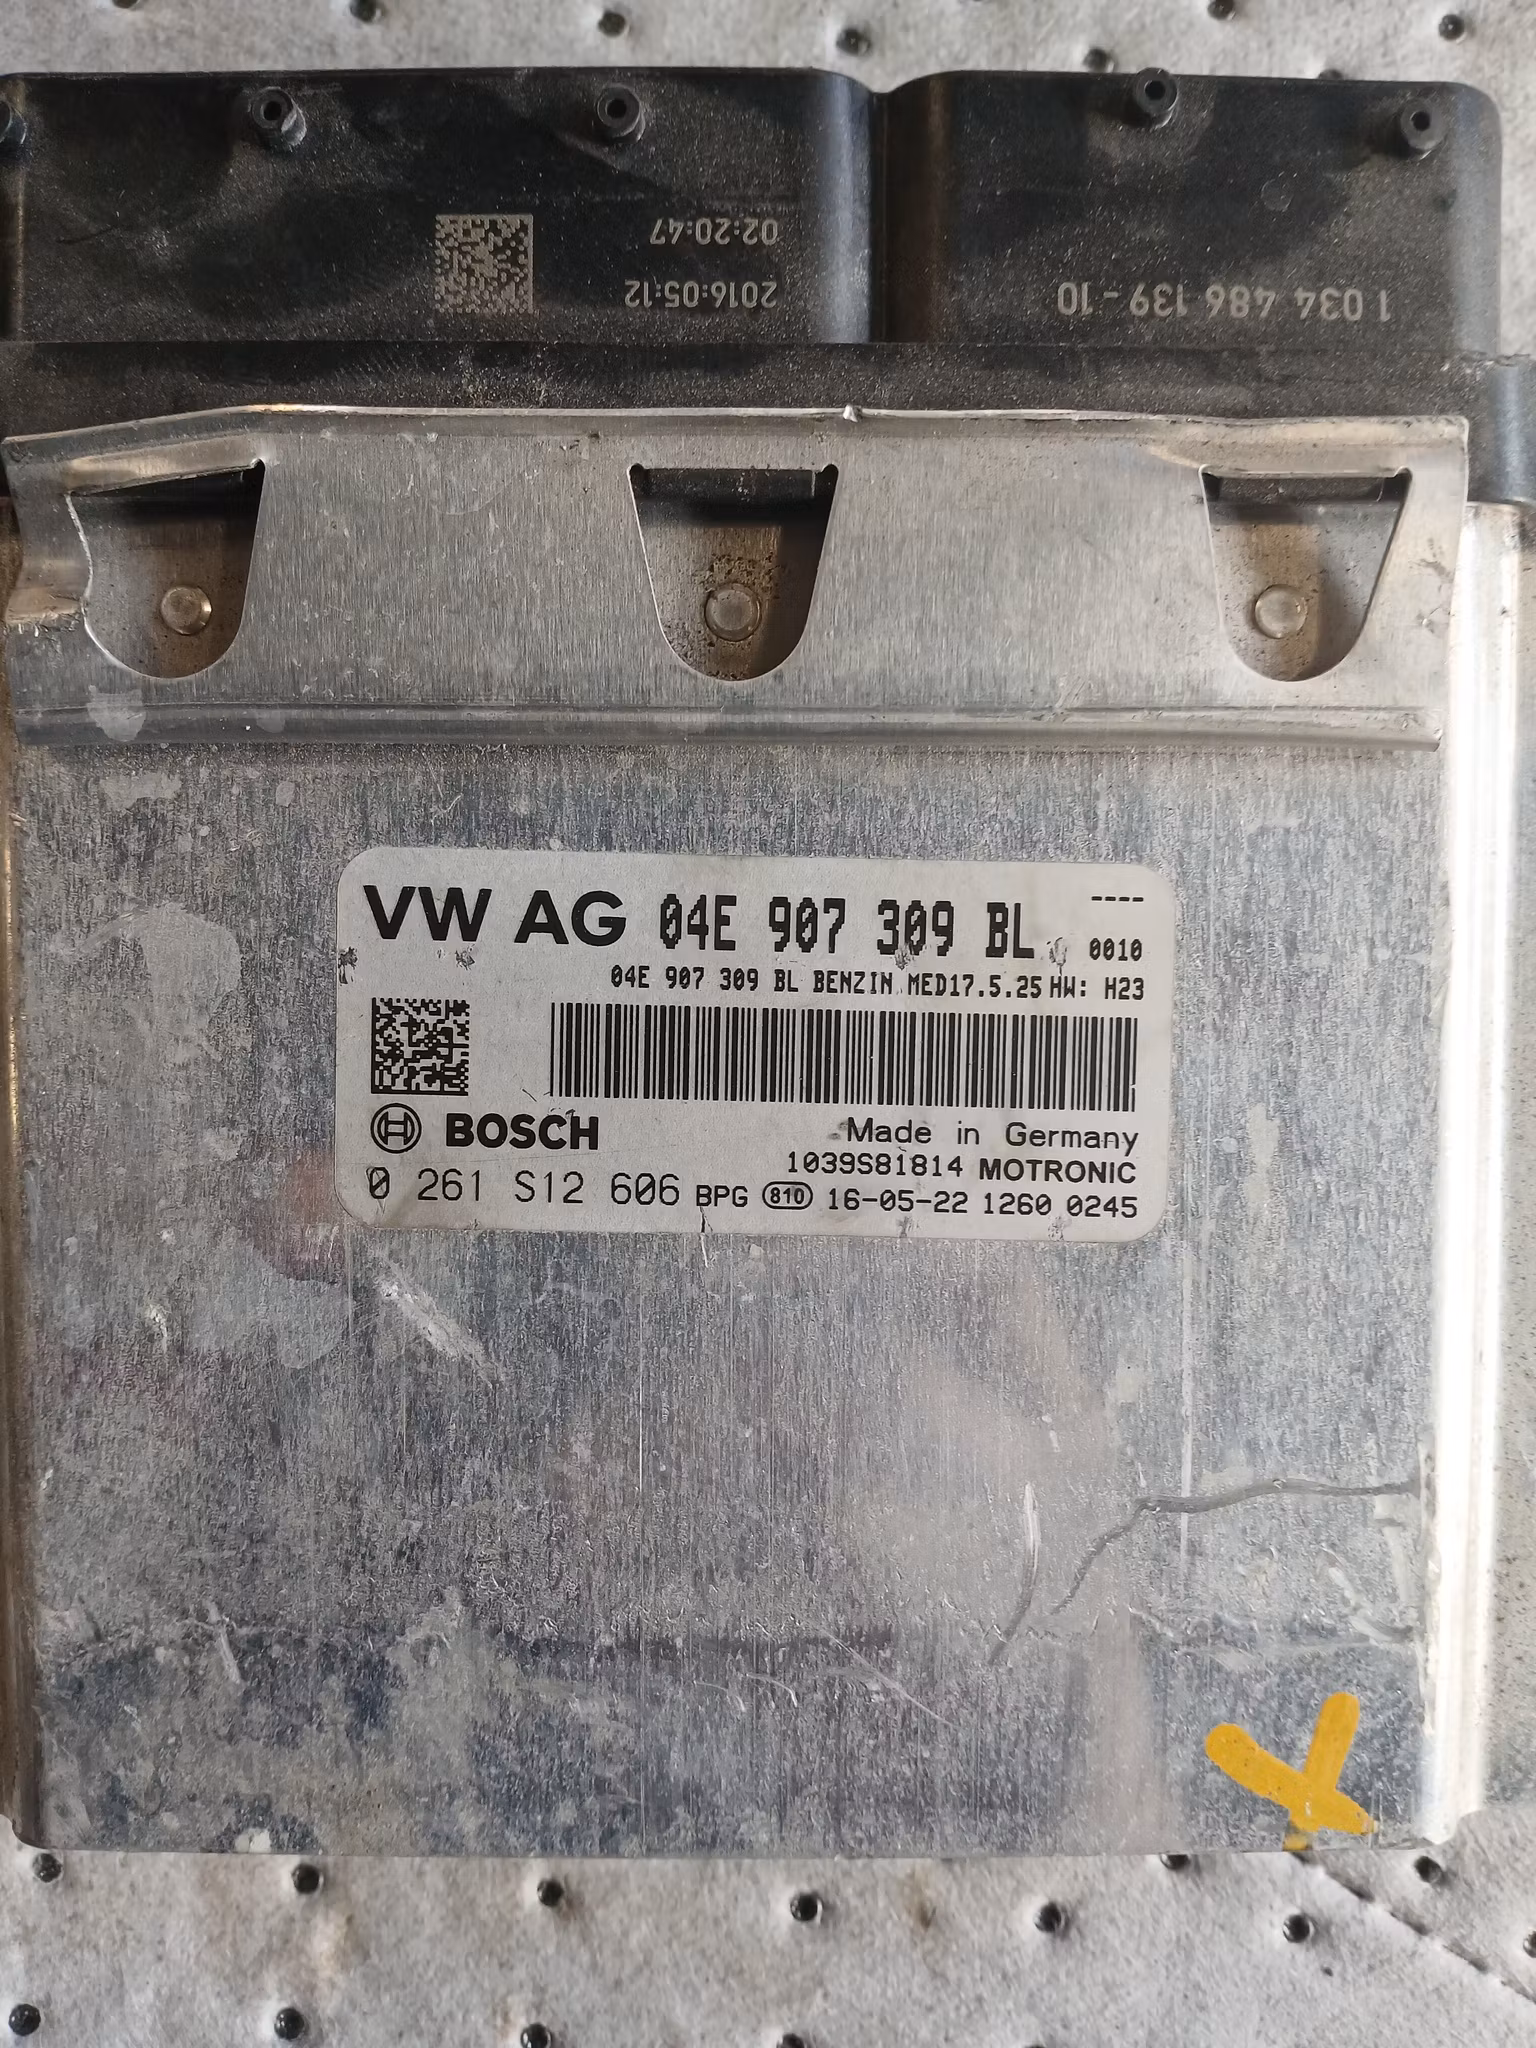 02:20:47
2016:05:12
1 034 486 139-10
VW AG 04E 907 309 BL ----
0010
04E 907 309 BL BENZIN MED17.5.25 HW: H23
BOSCH
Made in Germany
1039S81814 MOTRONIC
0 261 S12 606 BPG 810 16-05-22 1260 0245